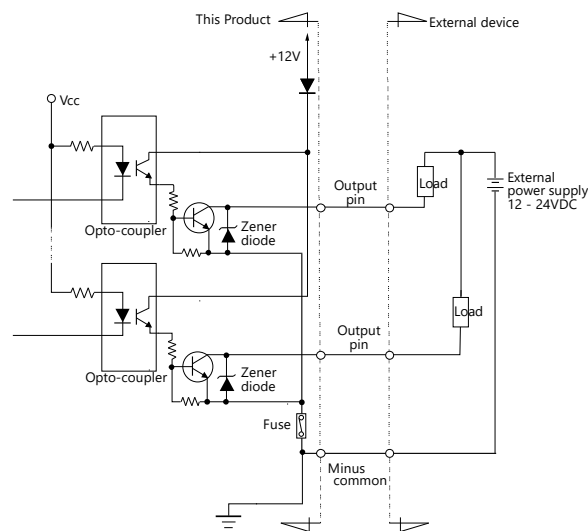 This Product
External device
+12V
Vcc
Opto-coupler
Zener
diode
Output
pin
Load
External
power supply
12 - 24VDC
Load
Opto-coupler
Zener
diode
Output
pin
Fuse
Minus
common